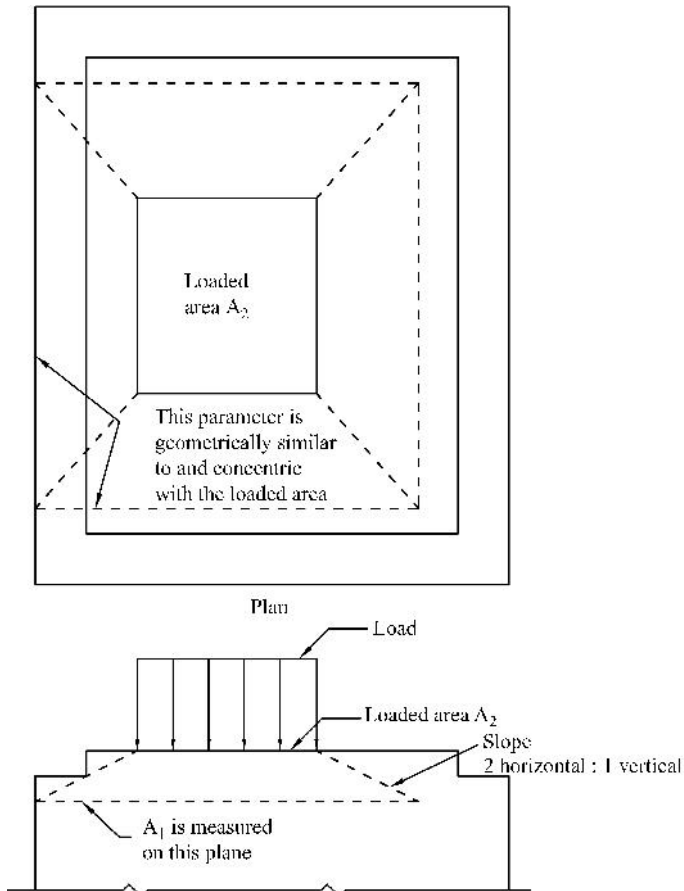 Loaded
area A₂
This parameter is
geometrically similar
to and concentric
with the loaded area
Plan
Load
Loaded area A₂
Slope
2 horizontal : 1 vertical
A₁ is measured
on this plane